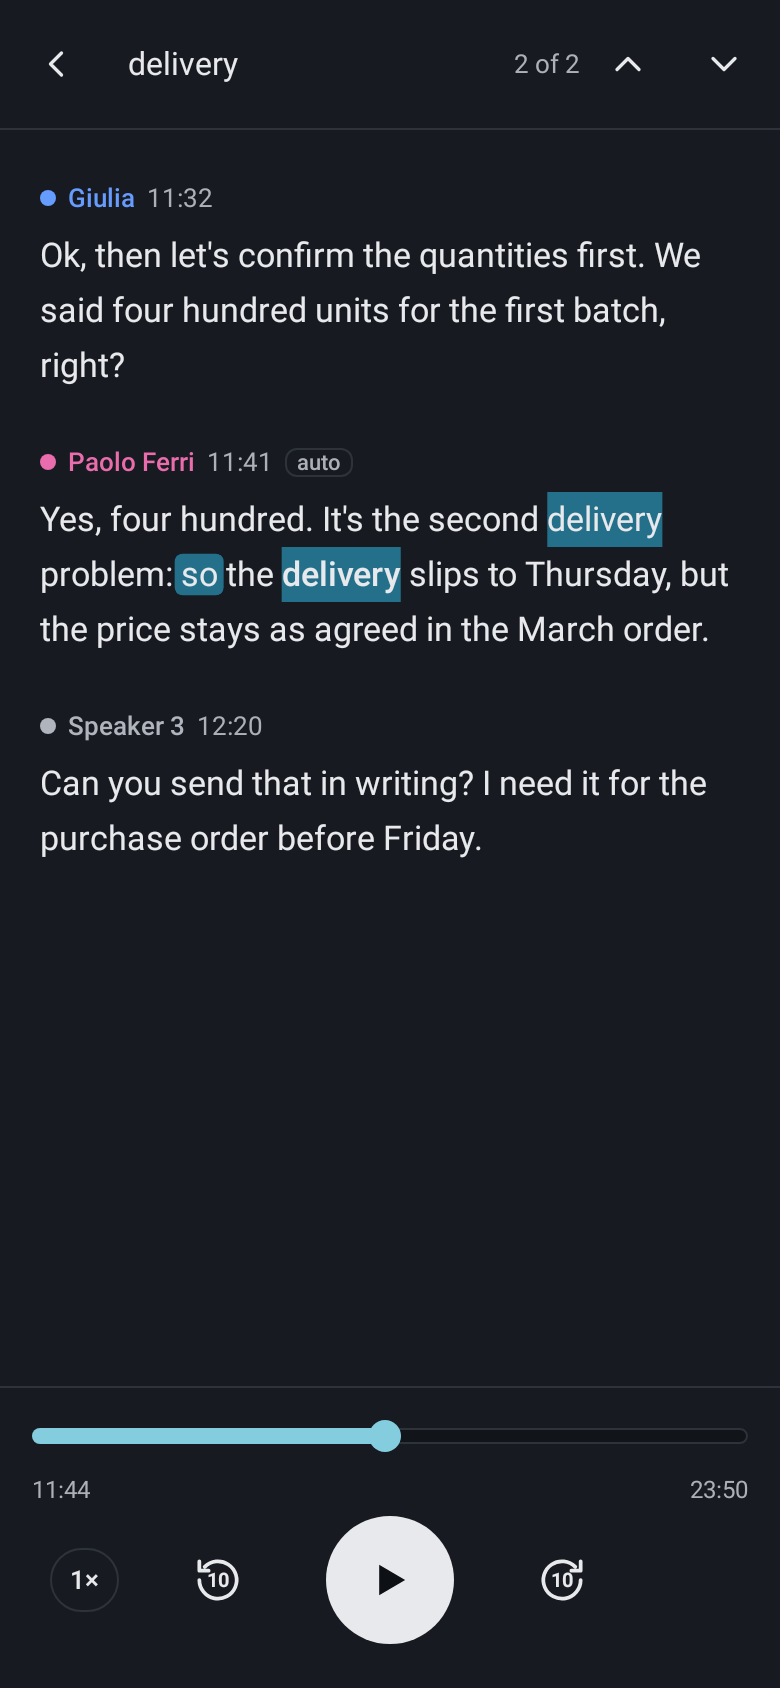 delivery 2 of 2
Giulia 11:32
Ok, then let's confirm the quantities first. We
said four hundred units for the first batch,
right?
Paolo Ferri 11:41 auto
Yes, four hundred. It's the second delivery
problem: so the delivery slips to Thursday, but
the price stays as agreed in the March order.
Speaker 3 12:20
Can you send that in writing? I need it for the
purchase order before Friday.
11:44 23:50
1× 10 10